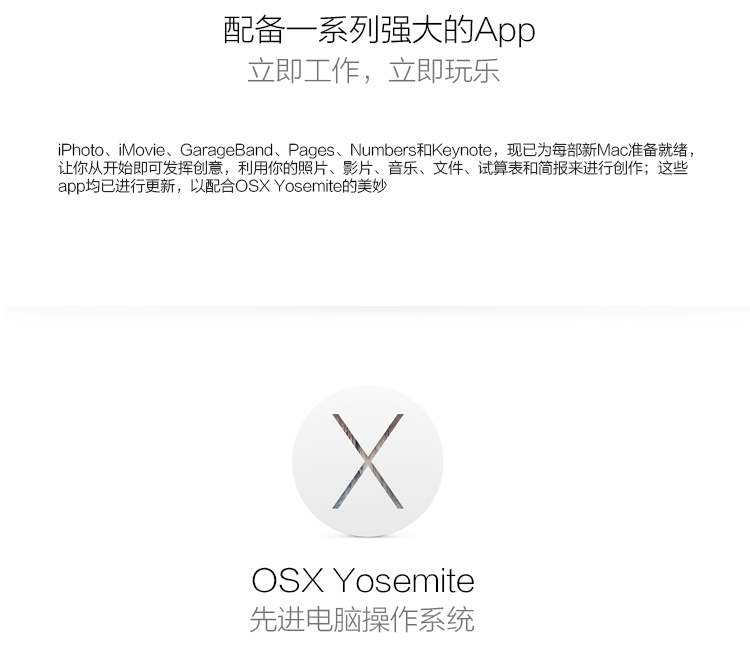 配备一系列强大的App
立即工作，立即玩乐
iPhoto、iMovie、GarageBand、Pages、Numbers和Keynote，现已为每部新Mac准备就绪，
让你从开始即可发挥创意，利用你的照片、影片、音乐、文件、试算表和简报来进行创作；这些
app均已进行更新，以配合OSX Yosemite的美妙
X
OSX Yosemite
先进电脑操作系统